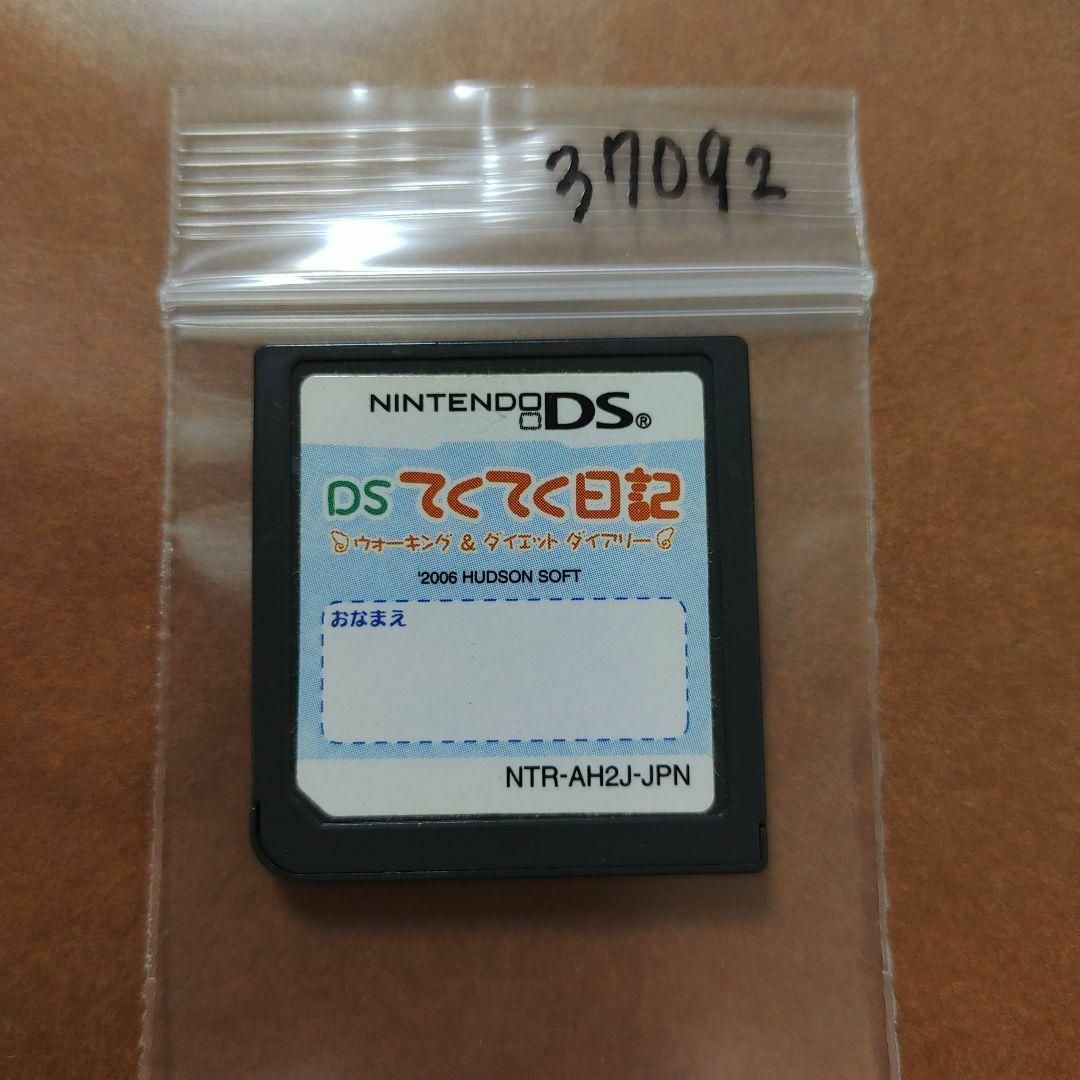 37092
NINTENDO DS®
DS てくてく日記
ウォーキング & ダイエット ダイアリー
'2006 HUDSON SOFT
おなまえ
NTR-AH2J-JPN